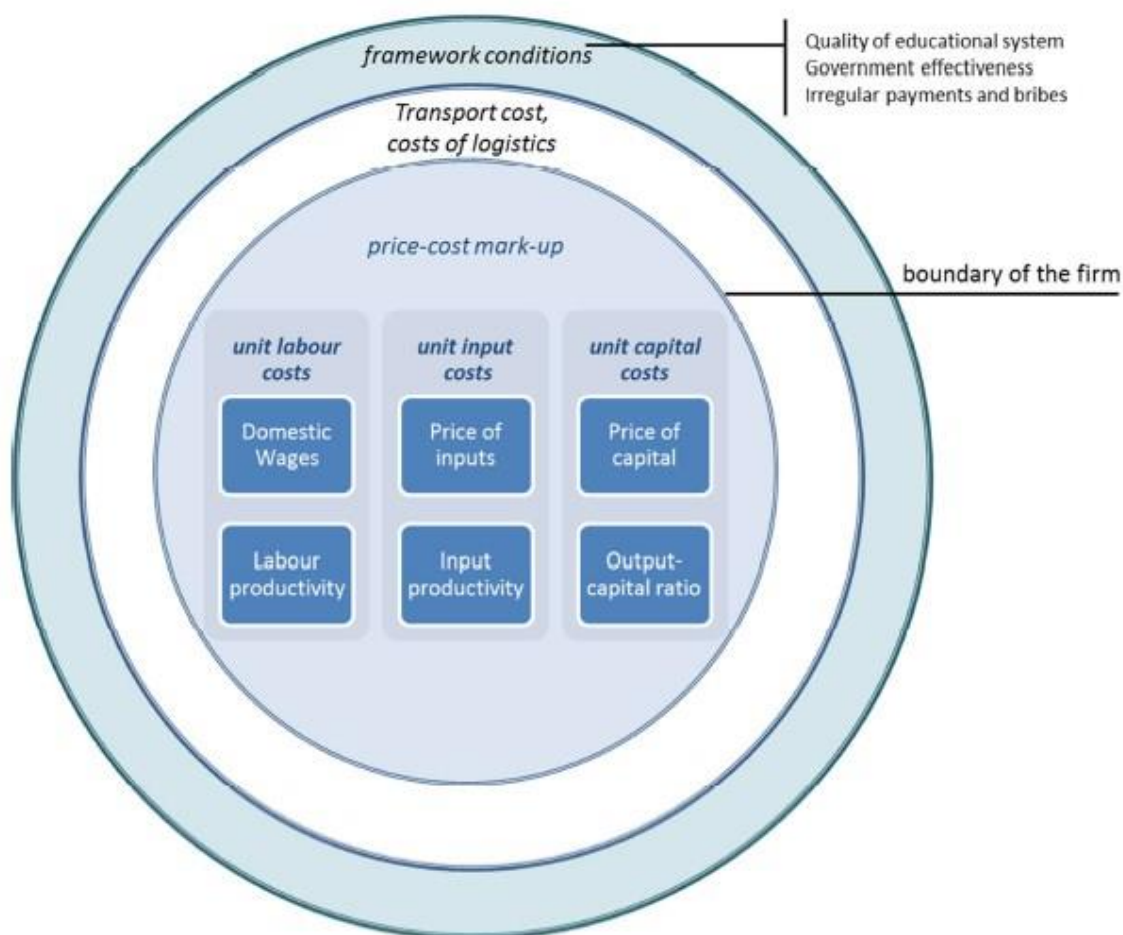 framework conditions
Quality of educational system
Government effectiveness
Irregular payments and bribes
Transport cost,
costs of logistics
price-cost mark-up
boundary of the firm
unit labour
costs
unit input
costs
unit capital
costs
Domestic
Wages
Price of
inputs
Price of
capital
Labour
productivity
Input
productivity
Output-
capital ratio